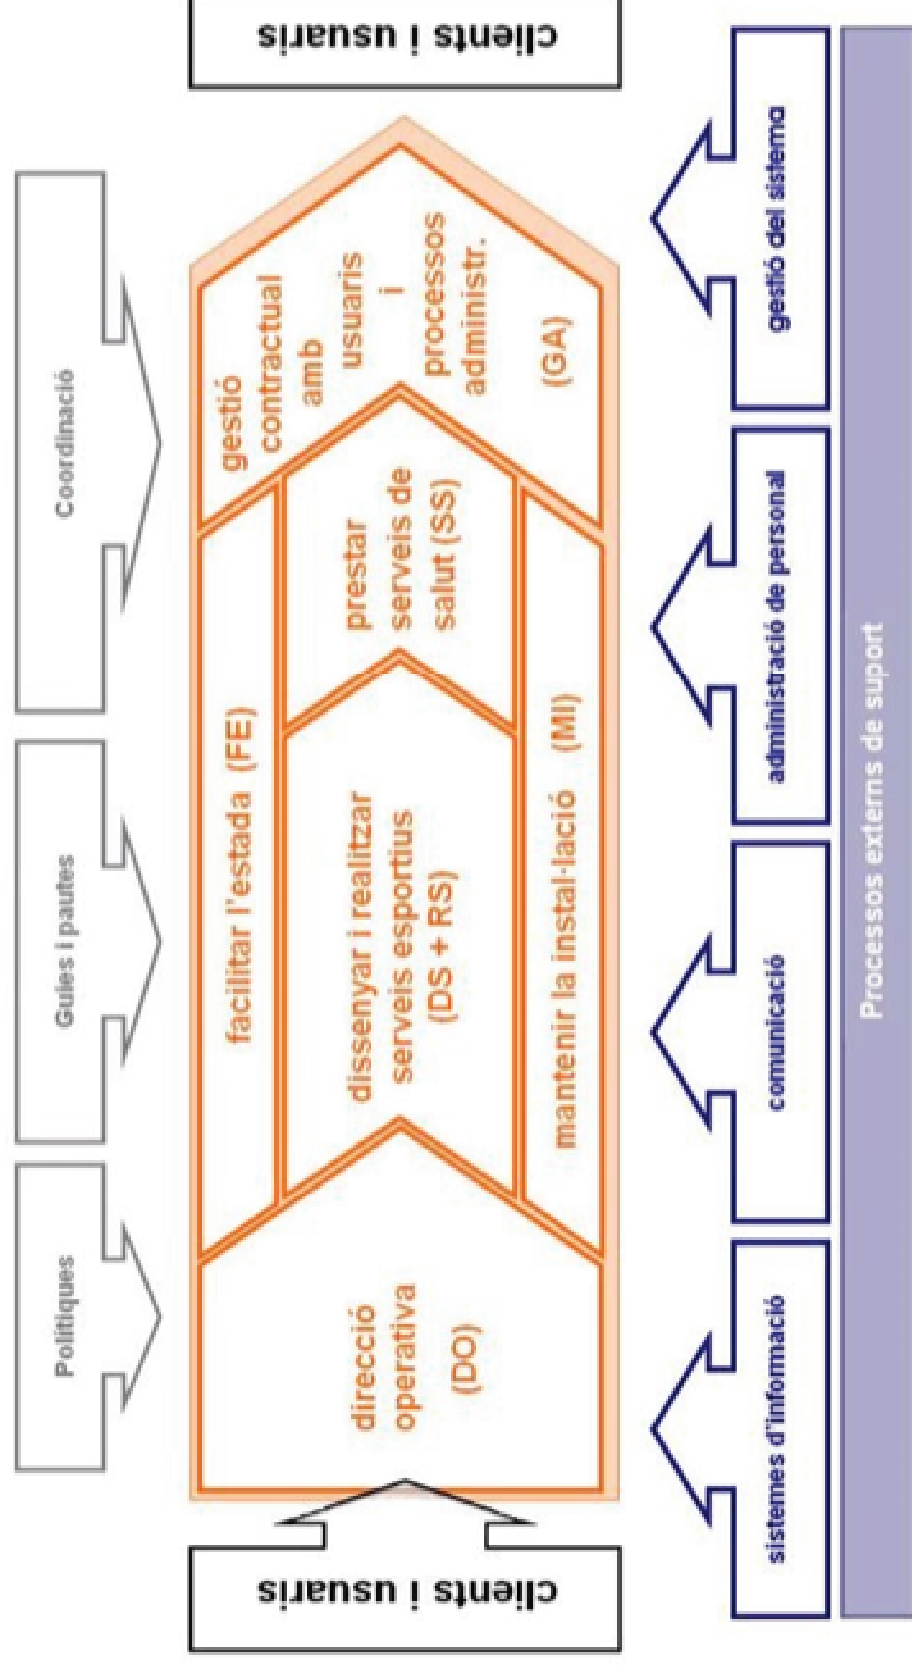 Polítiques
Guies i pautes
Coordinació
clients i usuaris
direcció
operativa
(DO)
facilitar l'estada (FE)
dissenyar i realitzar
serveis esportius
(DS + RS)
prestar
serveis de
salut (SS)
mantenir la instal·lació (MI)
gestió
contractual
amb
usuaris
i
processos
administr.
(GA)
clients i usuaris
sistemes d'informació
comunicació
administració de personal
gestió del sistema
Processos externs de suport